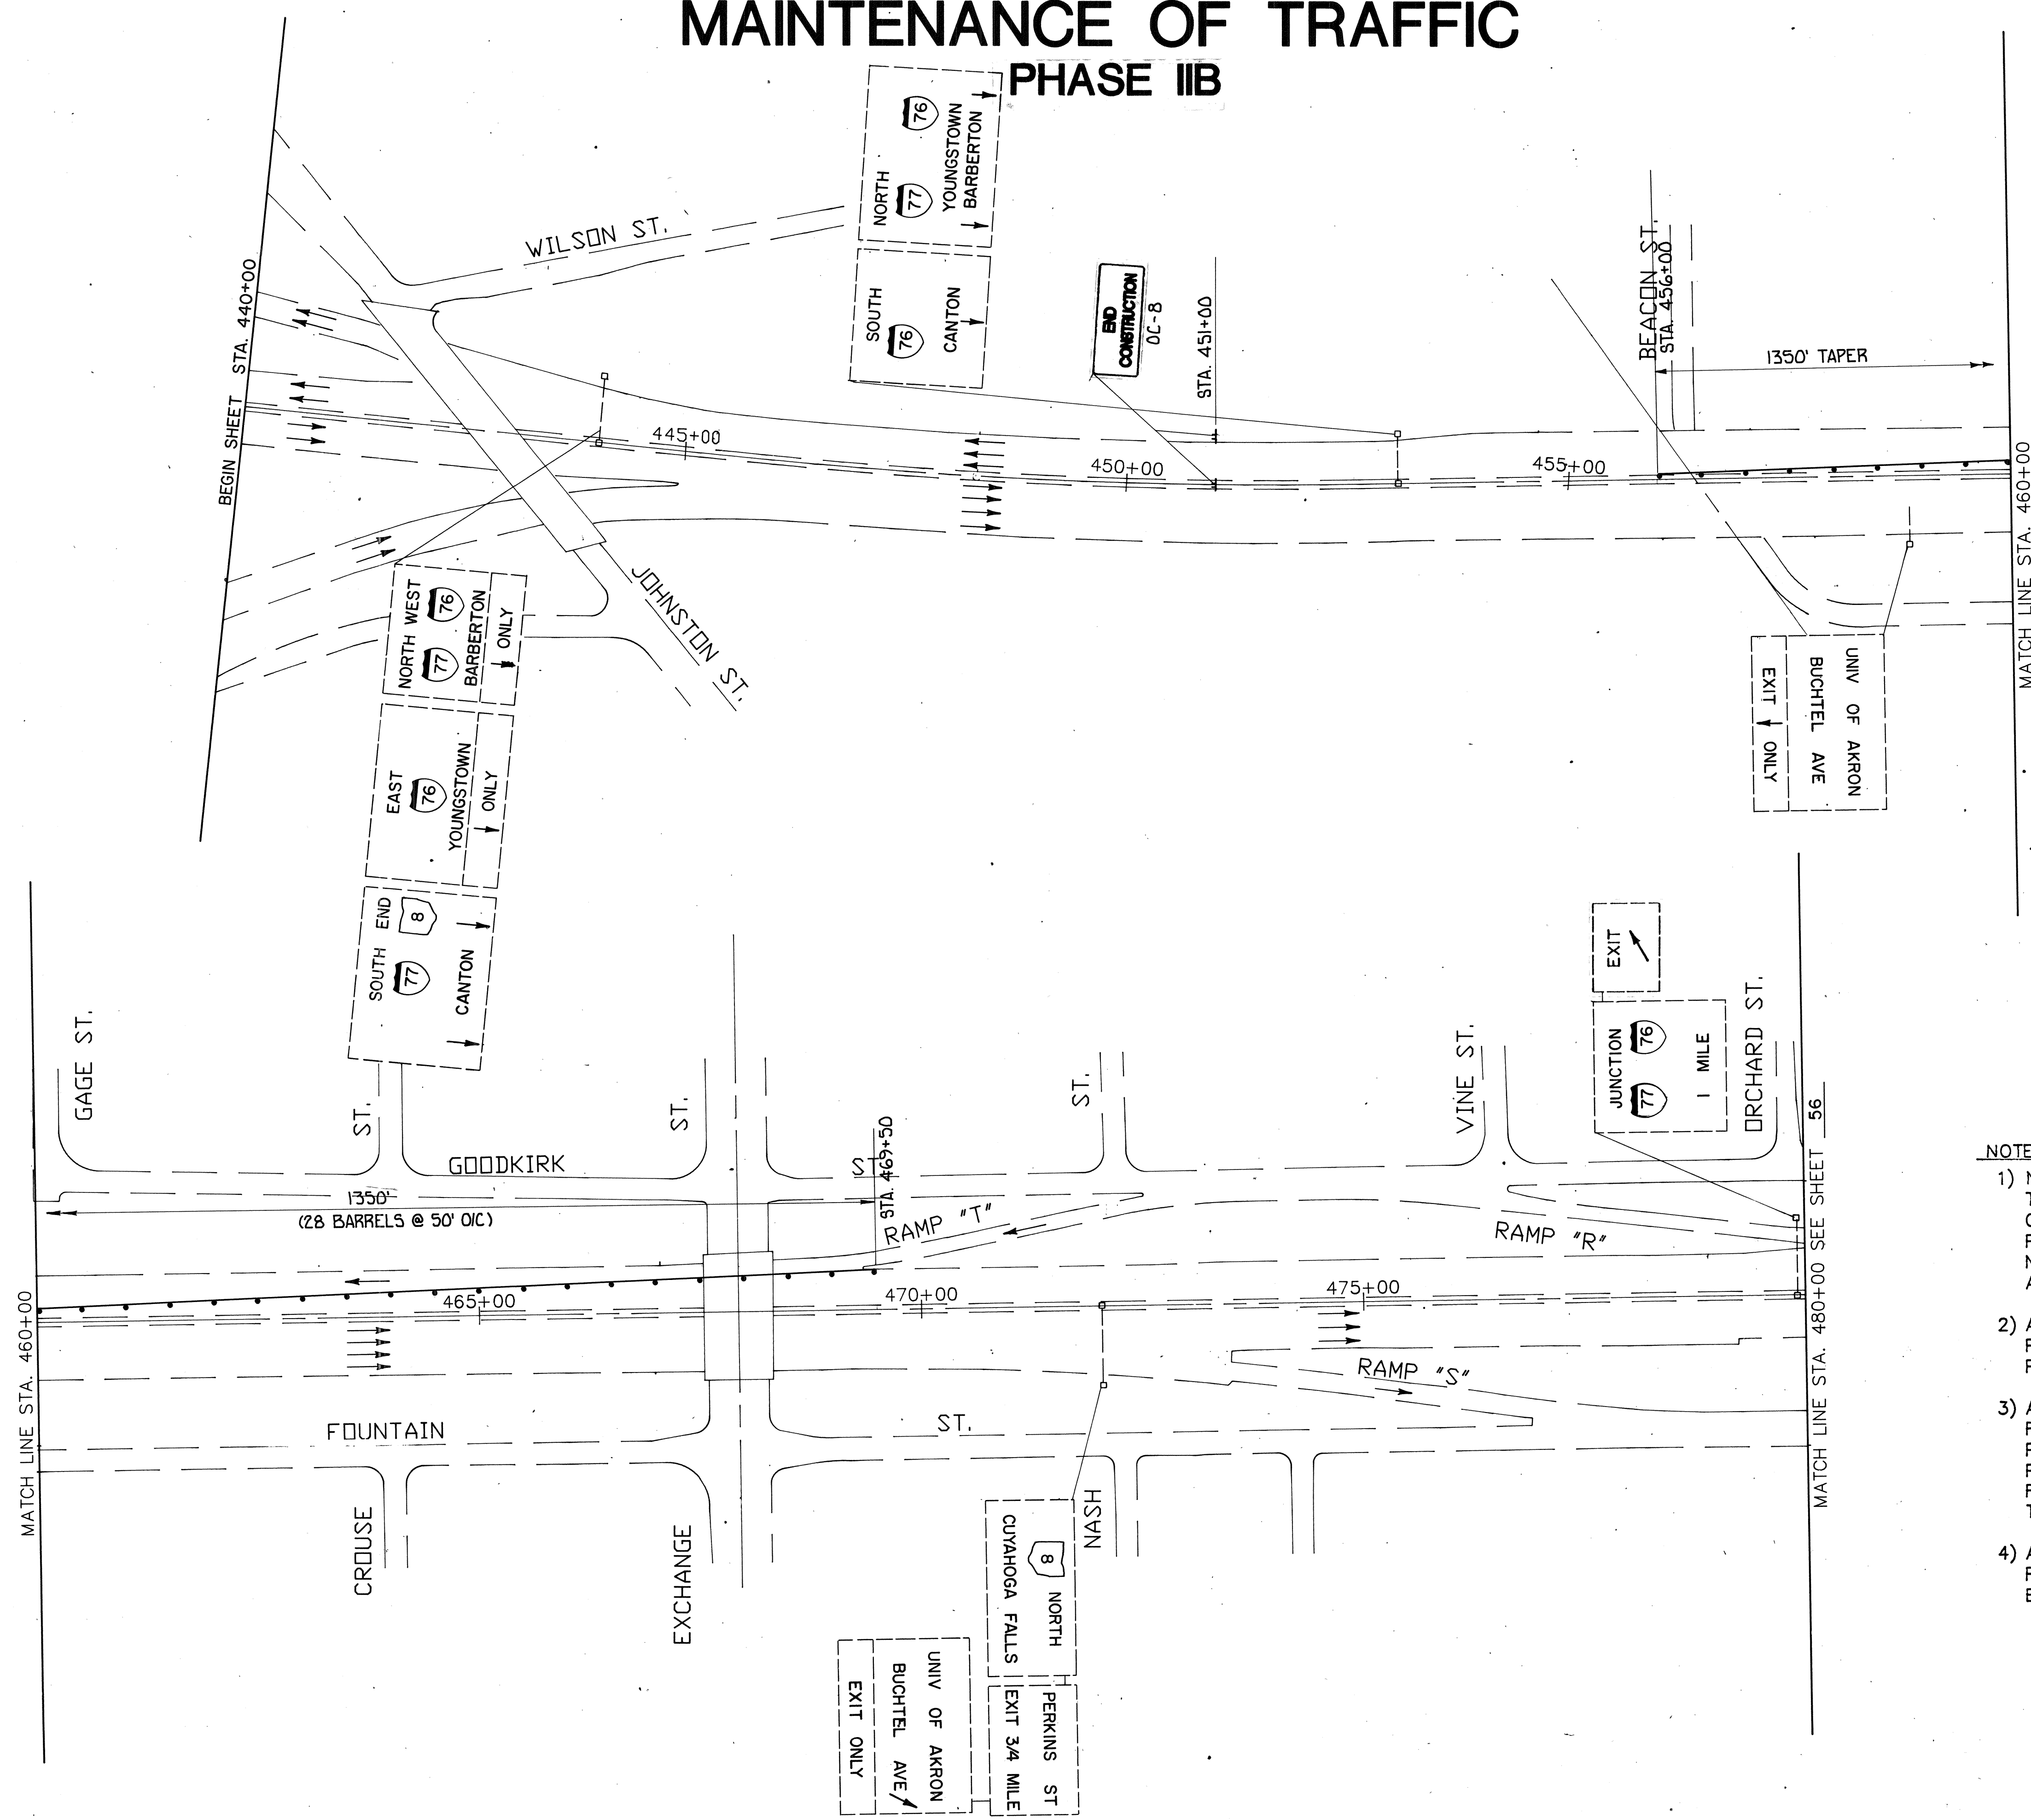 MAINTENANCE OF TRAFFIC
PHASE IIB
BEGIN SHEET STA. 440+00
WILSON ST.
JOHNSTON ST.
NORTH
77
76
YOUNGSTOWN
BARBERTON
SOUTH
76
CANTON
END
CONSTRUCTION
OC-8
STA. 451+00
BEACON ST.
STA. 456+00
1350' TAPER
445+00
450+00
455+00
MATCH LINE STA. 460+00
NORTH WEST
77
76
BARBERTON
ONLY
EAST
76
YOUNGSTOWN
ONLY
SOUTH END
77
8
CANTON
UNIV OF AKRON
BUCHTEL AVE
EXIT ONLY
MATCH LINE STA. 460+00
GAGE ST.
ST.
ST.
ST.
VINE ST.
ORCHARD ST.
EXIT
JUNCTION
77
76
1 MILE
GOODKIRK
ST.
1350'
(28 BARRELS @ 50' O/C)
STA. 469+50
RAMP "T"
RAMP "R"
465+00
470+00
475+00
RAMP "S"
FOUNTAIN
ST.
CROUSE
EXCHANGE
NASH
8 NORTH
CUYAHOGA FALLS
PERKINS ST
EXIT 3/4 MILE
UNIV OF AKRON
BUCHTEL AVE
EXIT ONLY
MATCH LINE STA. 480+00 SEE SHEET 56
NOTE
1)
2)
3)
4)